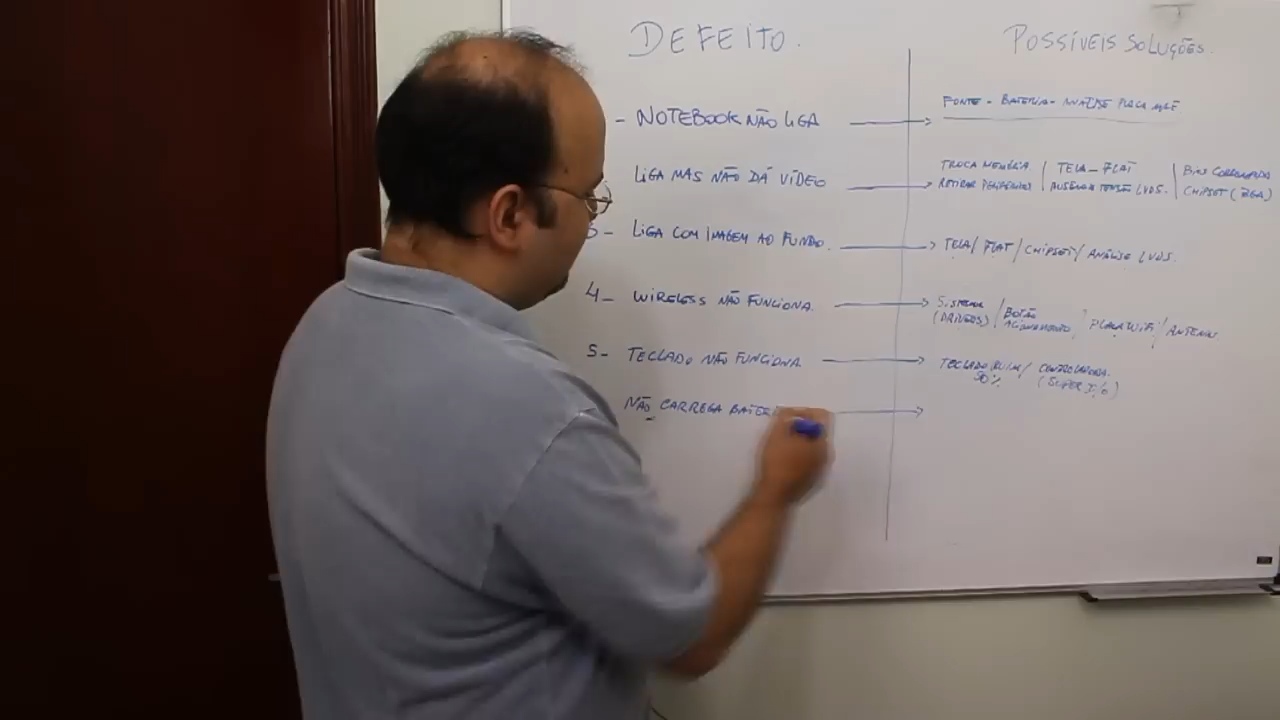 DEFEITO. POSSÍVEIS SOLUÇÕES.
- NOTEBOOK NÃO LIGA FONTE - BATERIA - ANÁLISE PLACA MÃE
LIGA MAS NÃO DÁ VÍDEO TROCA MEMÓRIA / TELA - FLAT | BIOS CORROMPIDA
RETIRAR PERIFÉRICOS / AUSÊNCIA TENSÃO LVDS. CHIPSET (BGA)
3- LIGA COM IMAGEM AO FUNDO. TELA / FLAT / CHIPSET / ANÁLISE LVDS.
4- WIRELESS NÃO FUNCIONA. SISTEMA (DRIVERS) / BOTÃO ACIONAMENTO / PLACA WIFI / ANTENAS
5- TECLADO NÃO FUNCIONA. TECLADO RUIM / CONTROLADORA.
90% (SUPER I/O)
NÃO CARREGA